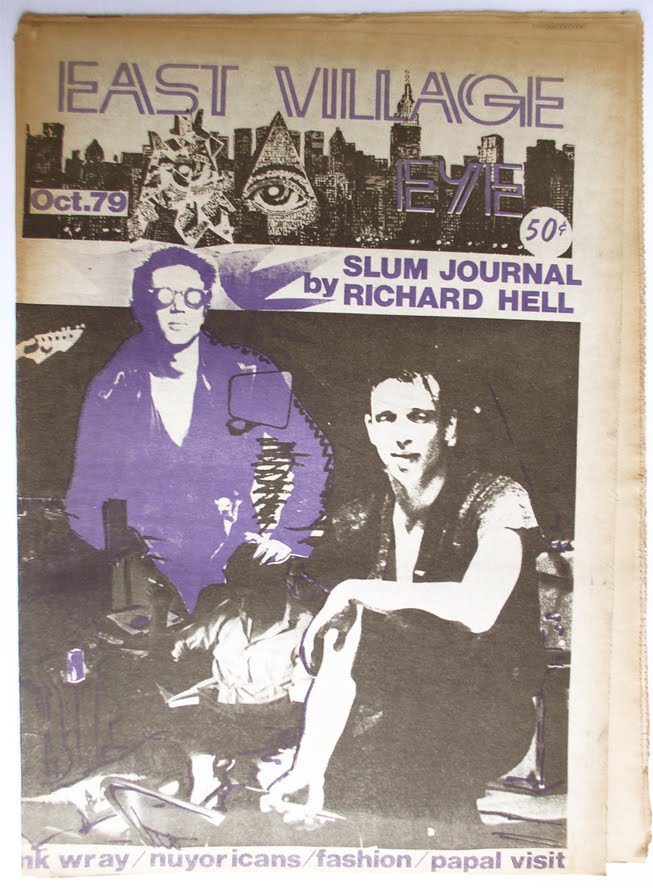 EAST VILLAGE
EYE
Oct.79
50¢
SLUM JOURNAL
by RICHARD HELL
nk wray/nuyoricans/fashion/papal visit